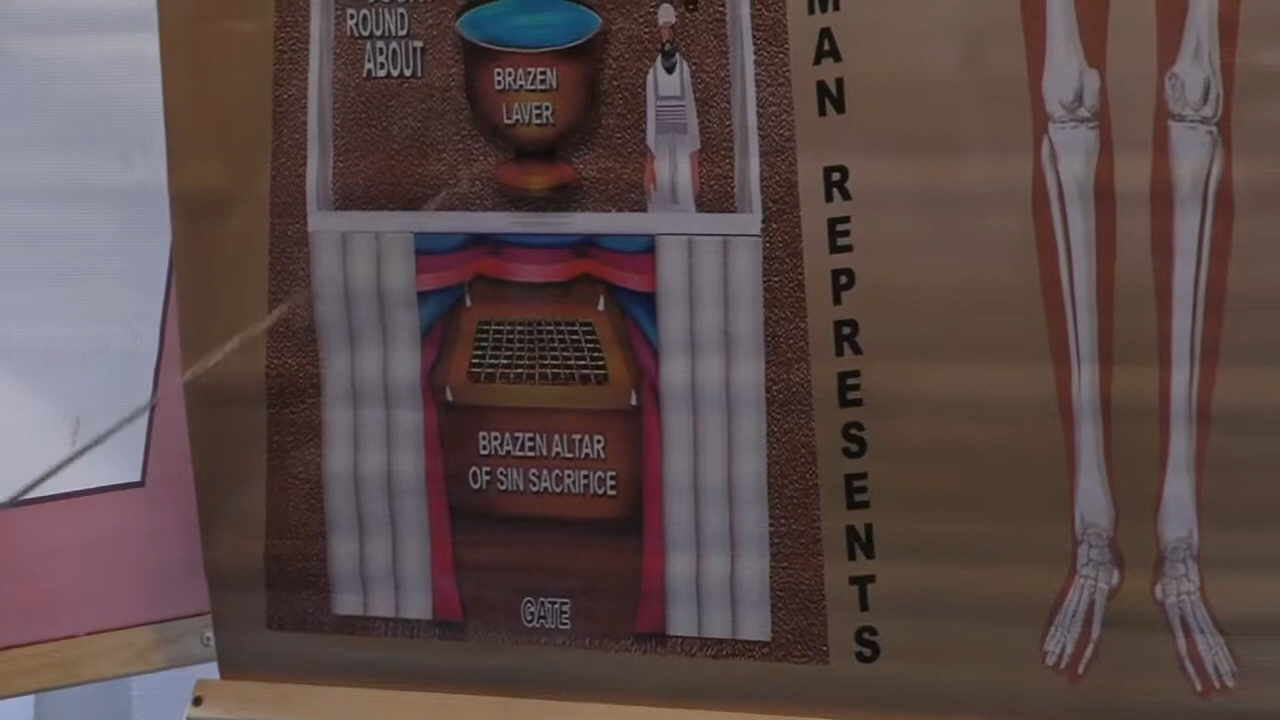 ROUND
ABOUT
BRAZEN
LAVER
BRAZEN ALTAR
OF SIN SACRIFICE
GATE
MAN REPRESENTS